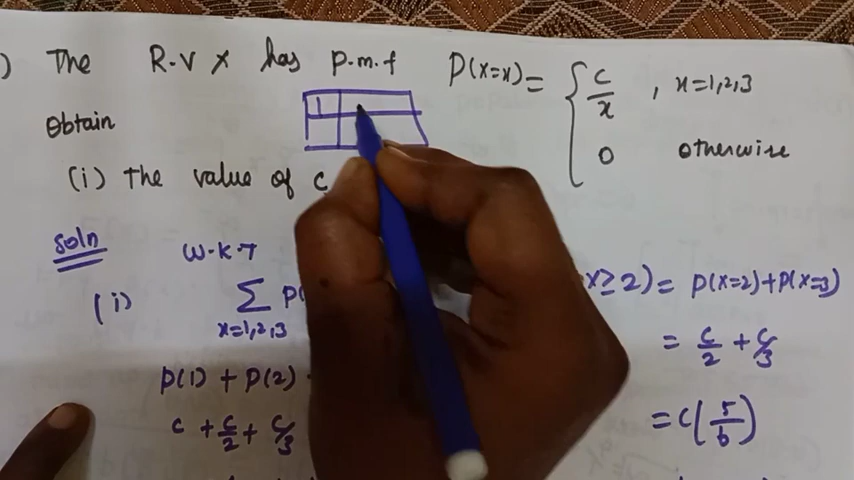 ) The R.V X has p.m.f P(X=x) = { c/x , x=1,2,3
0 otherwise
Obtain
1
(i) The value of c
Soln
W.K.T
(i) Σ P(
x=1,2,3
P(1) + P(2)
c + c/2 + c/3
x ≥ 2) = P(X=2)+P(X=3)
= c/2 + c/3
= c(5/6)